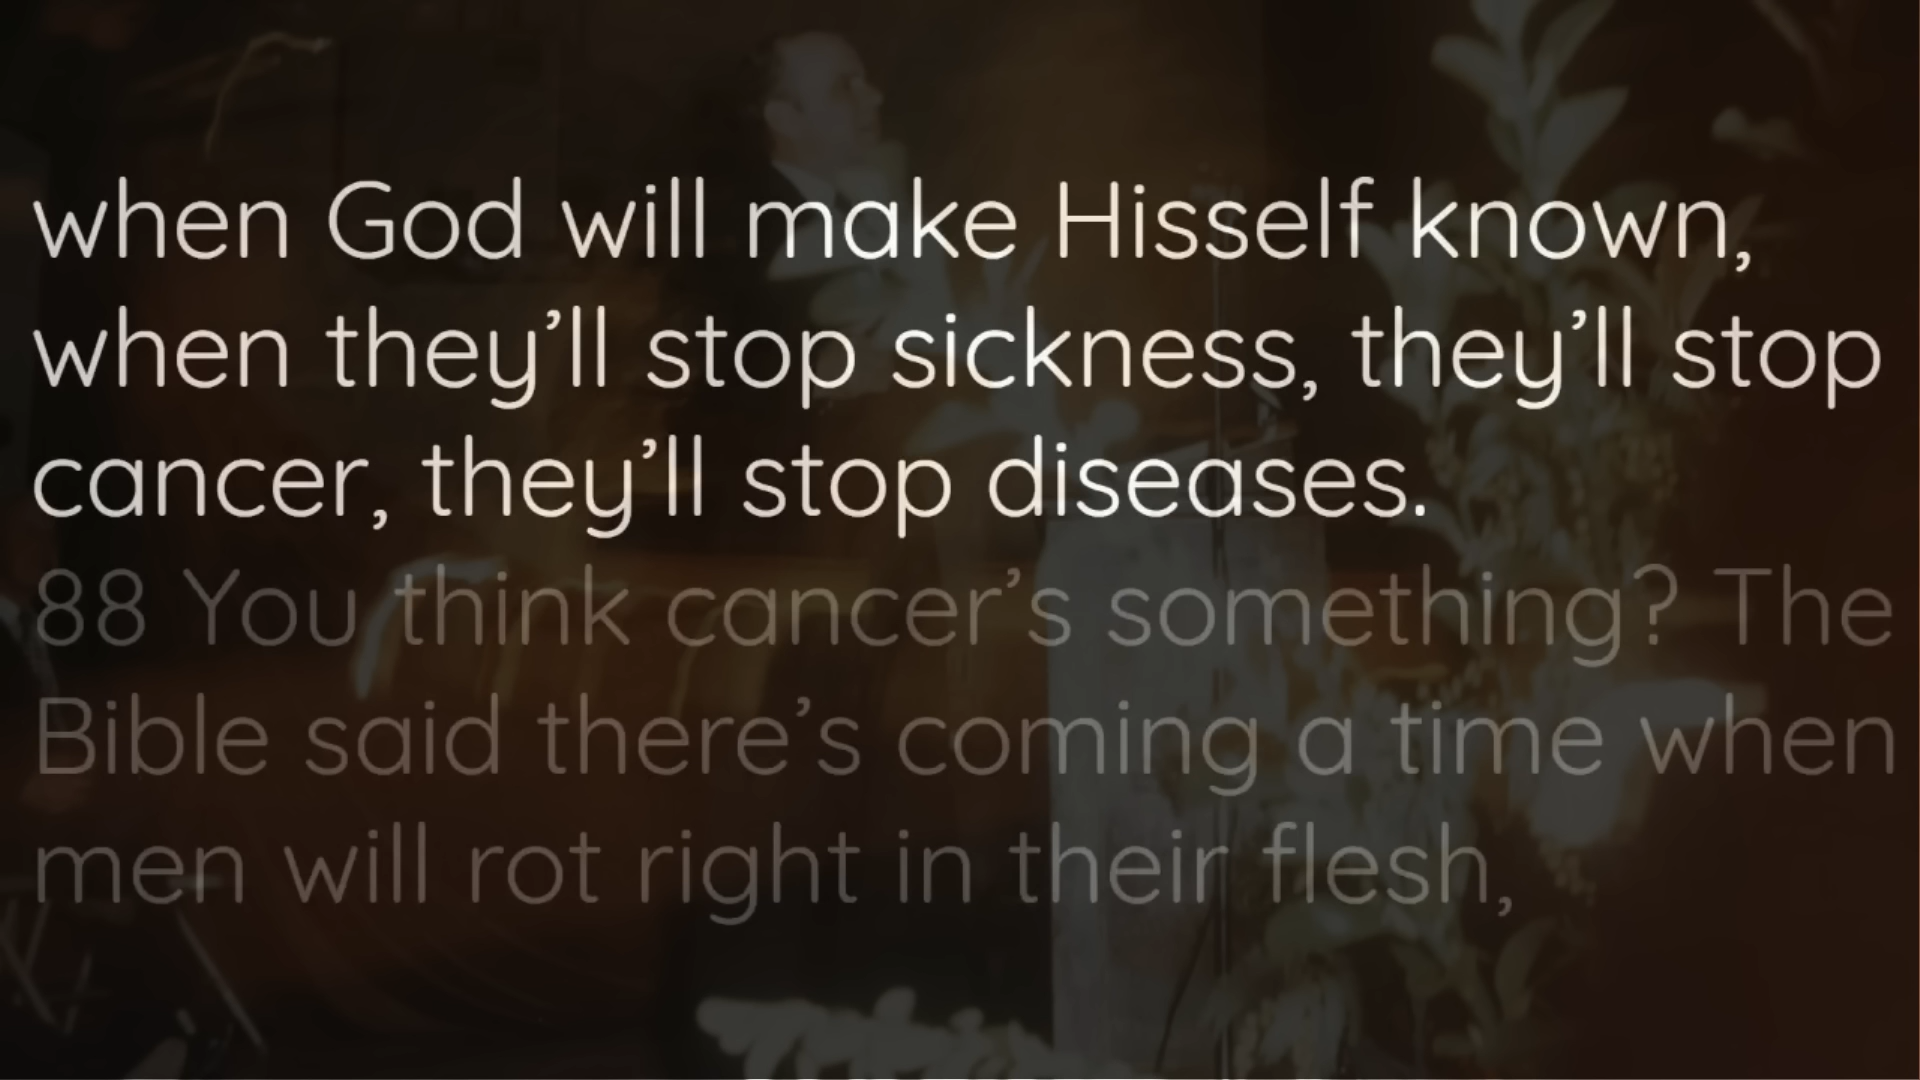 when God will make Hisself known,
when they’ll stop sickness, they’ll stop
cancer, they’ll stop diseases.
88 You think cancer’s something? The
Bible said there’s coming a time when
men will rot right in their flesh,